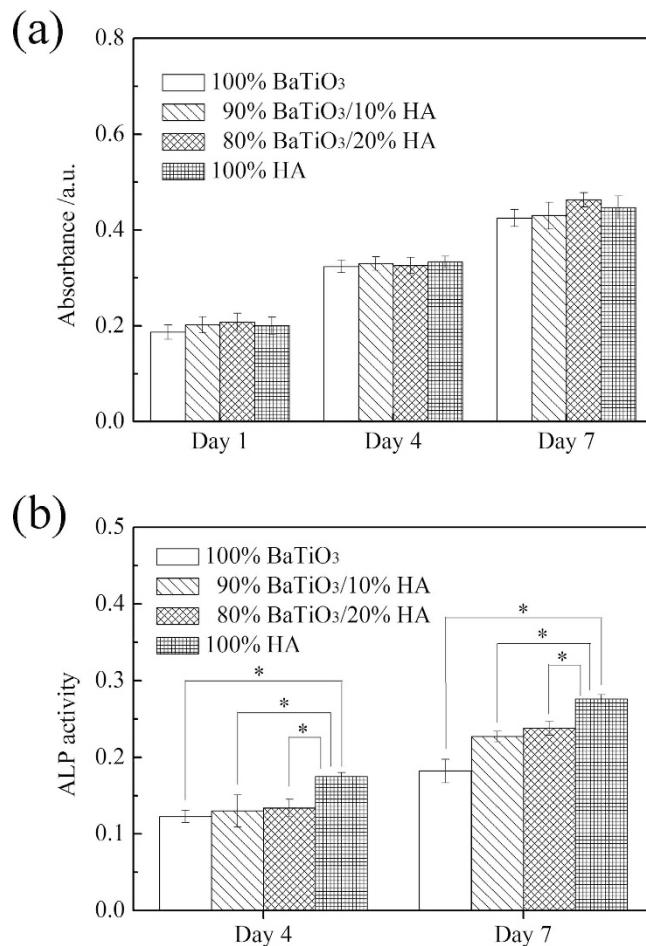 (a)
0.8
0.6
0.4
0.2
0.0
Absorbance /a.u.
100% BaTiO₃
90% BaTiO₃/10% HA
80% BaTiO₃/20% HA
100% HA
Day 1
Day 4
Day 7
(b)
0.5
0.4
0.3
0.2
0.1
0.0
ALP activity
100% BaTiO₃
90% BaTiO₃/10% HA
80% BaTiO₃/20% HA
100% HA
*
*
*
*
*
*
Day 4
Day 7